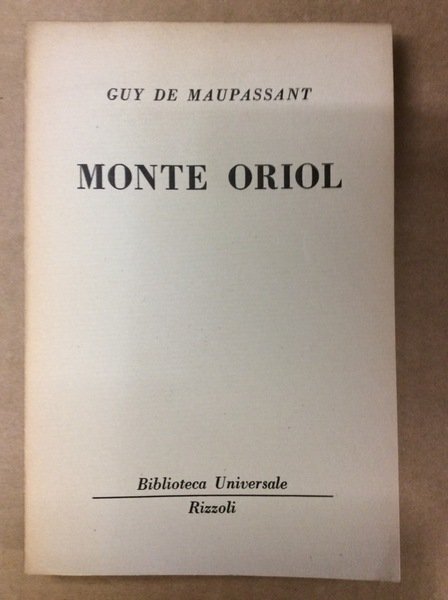 GUY DE MAUPASSANT
MONTE ORIOL
Biblioteca Universale
Rizzoli